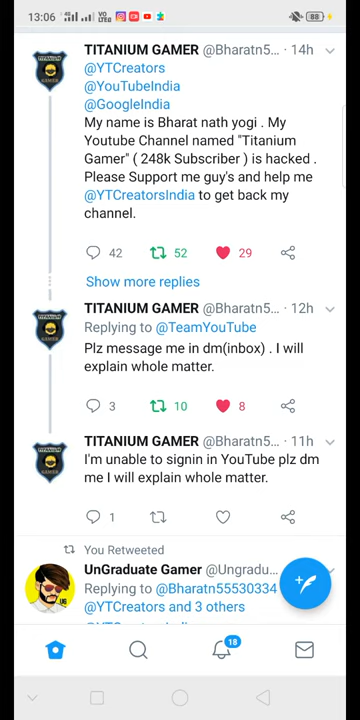 13:06
88
TITANIUM GAMER @Bharatn5... · 14h
@YTCreators
@YouTubeIndia
@GoogleIndia
My name is Bharat nath yogi . My
Youtube Channel named "Titanium
Gamer" ( 248k Subscriber ) is hacked .
Please Support me guy's and help me
@YTCreatorsIndia to get back my
channel.
42 52 29
Show more replies
TITANIUM GAMER @Bharatn5... · 12h
Replying to @TeamYouTube
Plz message me in dm(inbox) . I will
explain whole matter.
3 10 8
TITANIUM GAMER @Bharatn5... · 11h
I'm unable to signin in YouTube plz dm
me I will explain whole matter.
1
You Retweeted
UnGraduate Gamer @Ungradu...
Replying to @Bharatn55530334
@YTCreators and 3 others
18